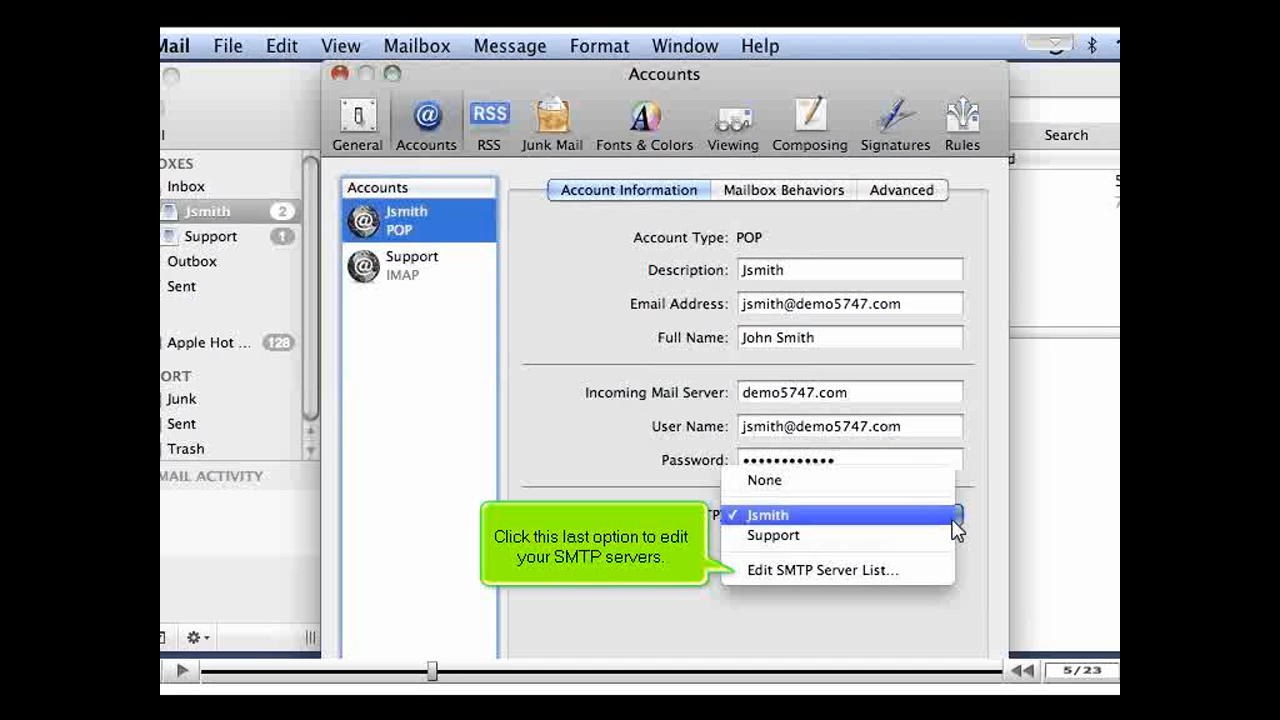 Mail File Edit View Mailbox Message Format Window Help
Accounts
General Accounts RSS RSS Junk Mail Fonts & Colors Viewing Composing Signatures Rules
Search
OXES
Inbox
Jsmith 2
Support 1
Outbox
Sent
Apple Hot ... 128
ORT
Junk
Sent
Trash
MAIL ACTIVITY
Accounts
Jsmith
POP
Support
IMAP
Account Information Mailbox Behaviors Advanced
Account Type: POP
Description: Jsmith
Email Address: jsmith@demo5747.com
Full Name: John Smith
Incoming Mail Server: demo5747.com
User Name: jsmith@demo5747.com
Password: ••••••••••••
None
✓ Jsmith
Support
Edit SMTP Server List...
Click this last option to edit
your SMTP servers.
5/23